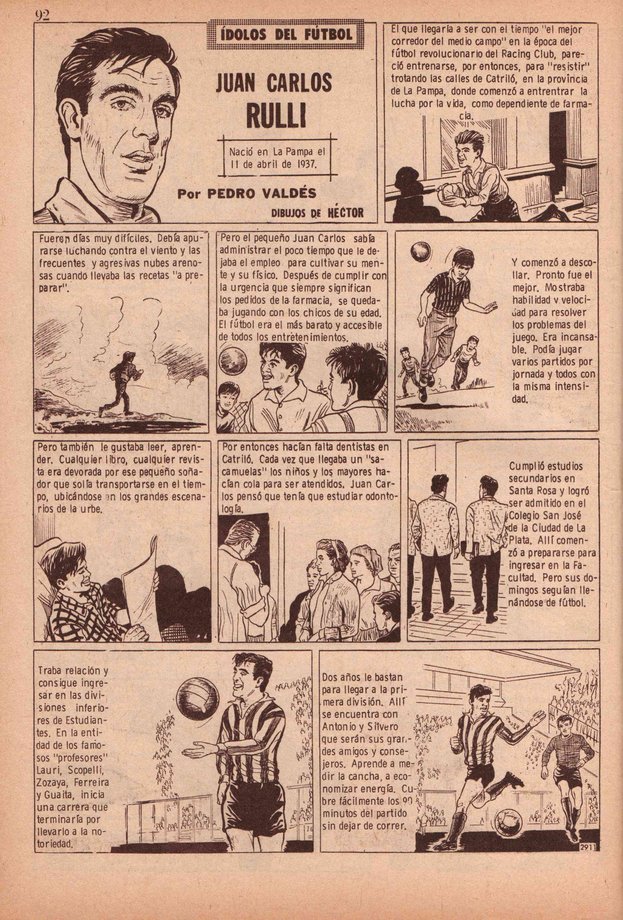 92
ÍDOLOS DEL FÚTBOL
JUAN CARLOS
RULLI
Nació en La Pampa el
11 de abril de 1937.
Por PEDRO VALDÉS
DIBUJOS DE HÉCTOR
El que llegaría a ser con el tiempo "el mejor
corredor del medio campo" en la época del
fútbol revolucionario del Racing Club, pare-
ció entrenarse, por entonces, para "resistir"
trotando las calles de Catriló, en la provincia
de La Pampa, donde comenzó a entrentrar la
lucha por la vida, como dependiente de farma-
cia.
Fueron días muy difíciles. Debía apu-
rarse luchando contra el viento y las
frecuentes y agresivas nubes areno-
sas cuando llevaba las recetas "a pre-
parar".
Pero el pequeño Juan Carlos sabía
administrar el poco tiempo que le de-
jaba el empleo para cultivar su men-
te y su físico. Después de cumplir con
la urgencia que siempre significan
los pedidos de la farmacia, se queda-
ba jugando con los chicos de su edad.
El fútbol era el más barato y accesible
de todos los entretenimientos.
Y comenzó a desco-
llar. Pronto fue el
mejor. Mostraba
habilidad y veloci-
dad para resolver
los problemas del
juego. Era incansa-
ble. Podía jugar
varios partidos por
jornada y todos con
la misma intensi-
dad.
Pero también le gustaba leer, apren-
der. Cualquier libro, cualquier revis-
ta era devorada por ese pequeño soña-
dor que solía transportarse en el tiem-
po, ubicándose en los grandes escena-
rios de la urbe.
Por entonces hacían falta dentistas en
Catriló. Cada vez que llegaba un "sa-
camuelas" los niños y los mayores ha-
cían cola para ser atendidos. Juan Car-
los pensó que tenía que estudiar odonto-
logía.
Cumplió estudios
secundarios en
Santa Rosa y logró
ser admitido en el
Colegio San José
de la Ciudad de La
Plata. Allí comen-
zó a prepararse para
ingresar en la Fa-
cultad. Pero sus do-
mingos seguían lle-
nándose de fútbol.
Traba relación y
consigue ingre-
sar en las divi-
siones inferio-
res de Estudian-
tes. En la enti-
dad de los famo-
sos "profesores"
Lauri, Scopelli,
Zozaya, Ferreira
y Guaita, inicia
una carrera que
terminaría por
llevarlo a la no-
toriedad.
Dos años le bastan
para llegar a la pri-
mera división. Allí
se encuentra con
Antonio y Silvero
que serán sus gran-
des amigos y conse-
jeros. Aprende a me-
dir la cancha, a eco-
nomizar energía. Cu-
bre fácilmente los 90
minutos del partido
sin dejar de correr.
2911